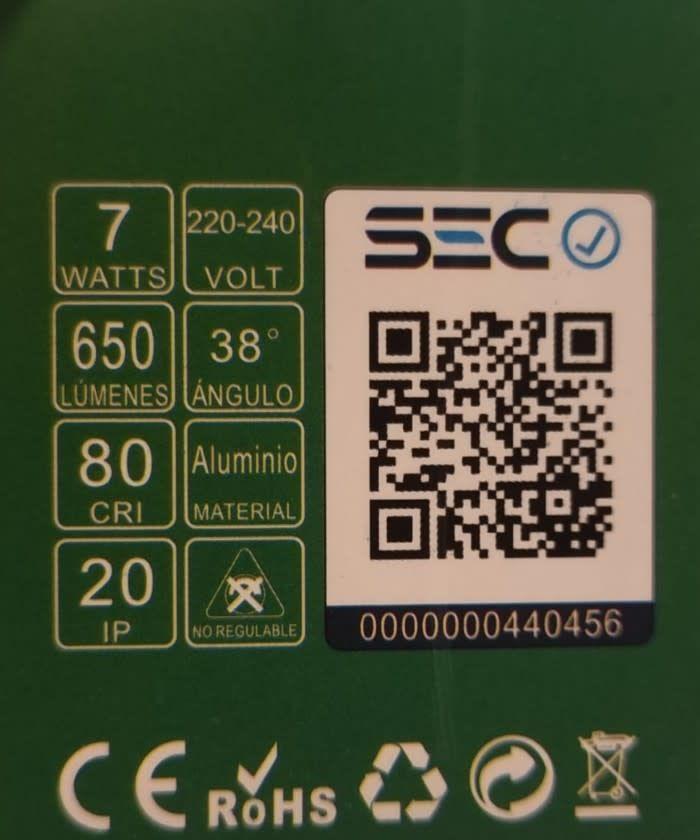 7
WATTS
220-240
VOLT
650
LÚMENES
38°
ÁNGULO
80
CRI
Aluminio
MATERIAL
20
IP
NO REGULABLE
SEC
0000000440456
CE
RoHS